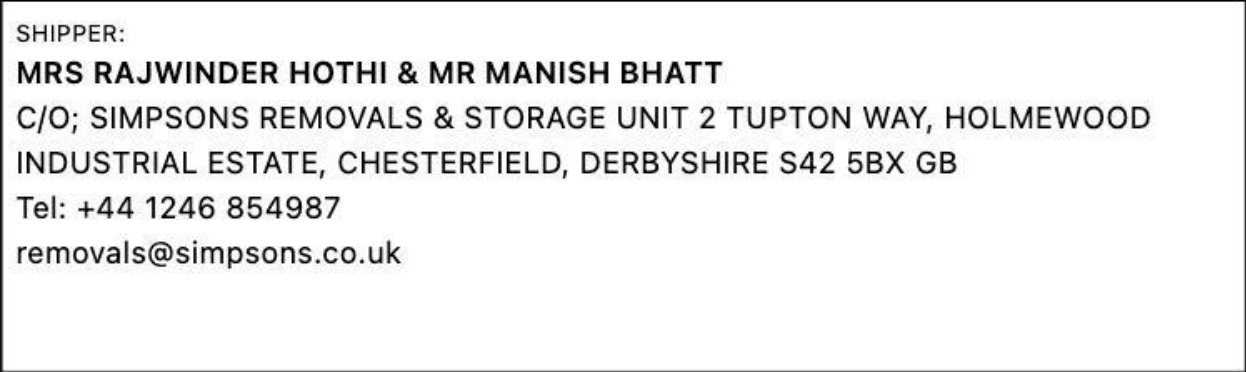 SHIPPER:
MRS RAJWINDER HOTHI & MR MANISH BHATT
C/O; SIMPSONS REMOVALS & STORAGE UNIT 2 TUPTON WAY, HOLMEWOOD
INDUSTRIAL ESTATE, CHESTERFIELD, DERBYSHIRE S42 5BX GB
Tel: +44 1246 854987
removals@simpsons.co.uk